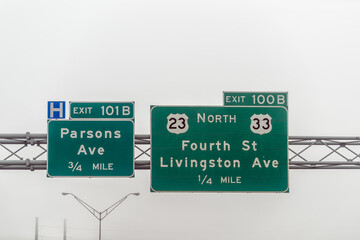 H EXIT 101B
Parsons
Ave
3/4 MILE
EXIT 100B
23 NORTH 33
Fourth St
Livingston Ave
1/4 MILE